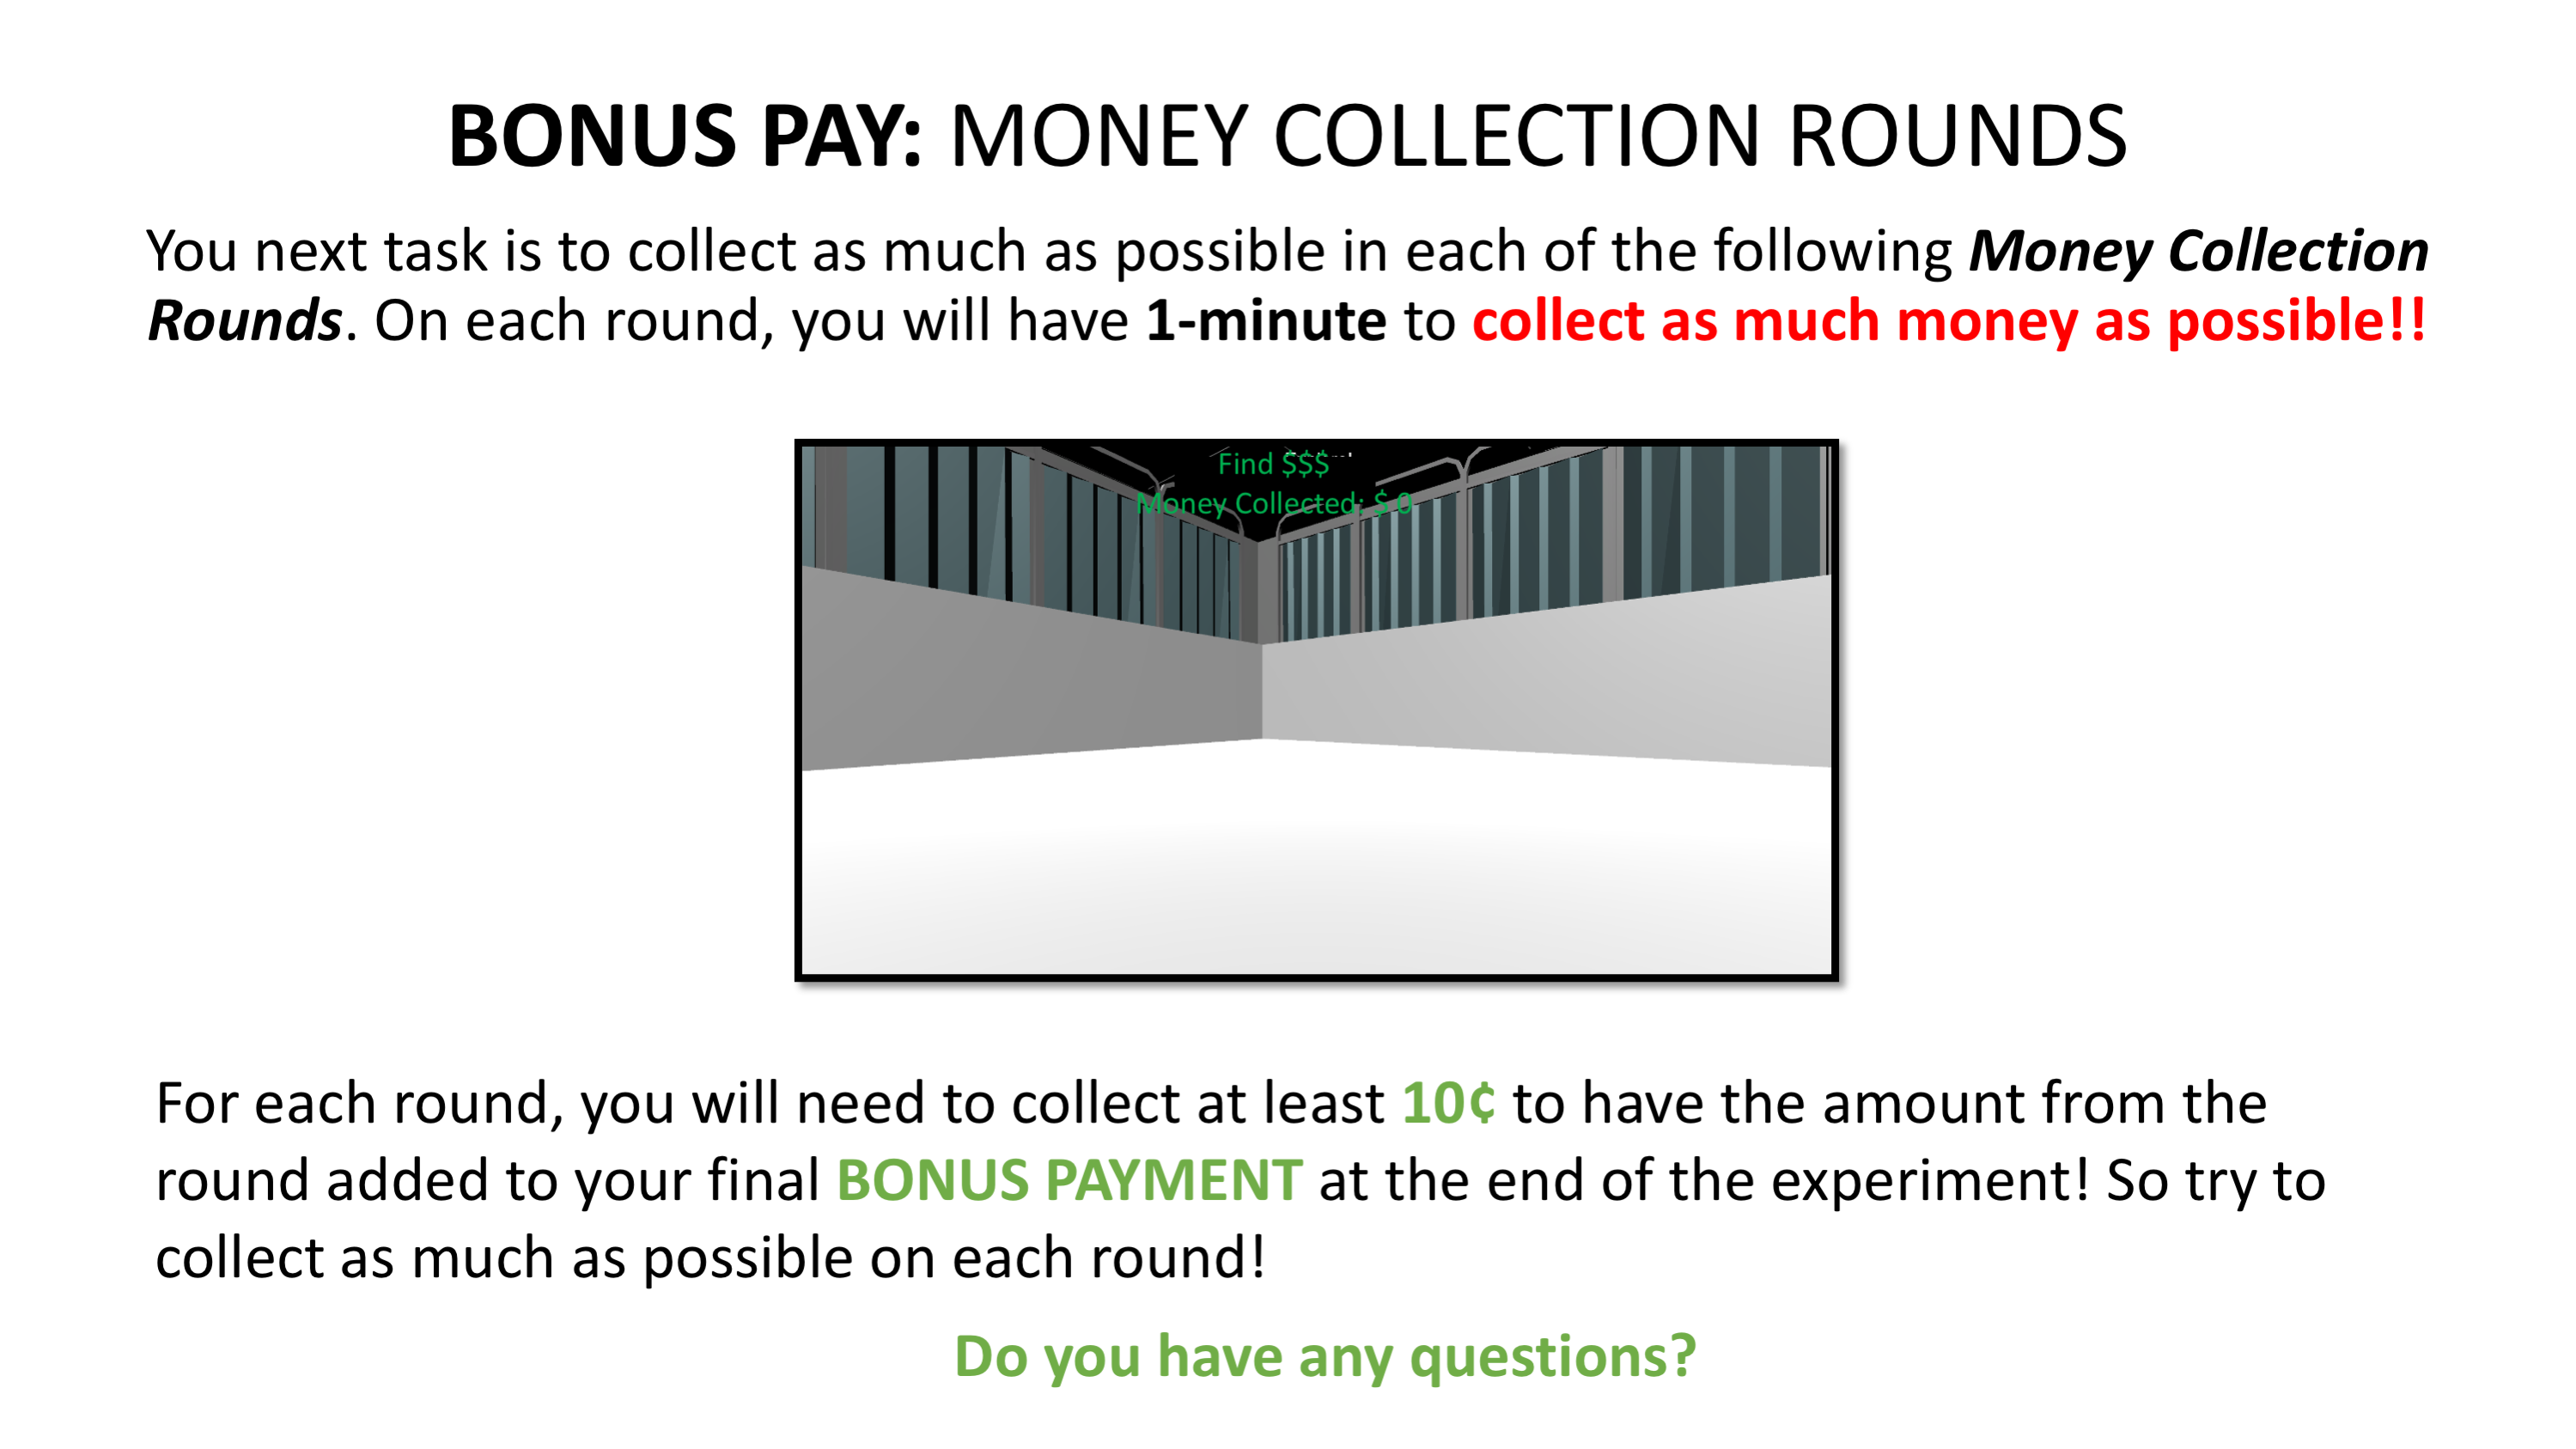 BONUS PAY: MONEY COLLECTION ROUNDS
You next task is to collect as much as possible in each of the following Money Collection
Rounds. On each round, you will have 1-minute to collect as much money as possible!!
Find $$$
Money Collected: $ 0
For each round, you will need to collect at least 10¢ to have the amount from the
round added to your final BONUS PAYMENT at the end of the experiment! So try to
collect as much as possible on each round!
Do you have any questions?